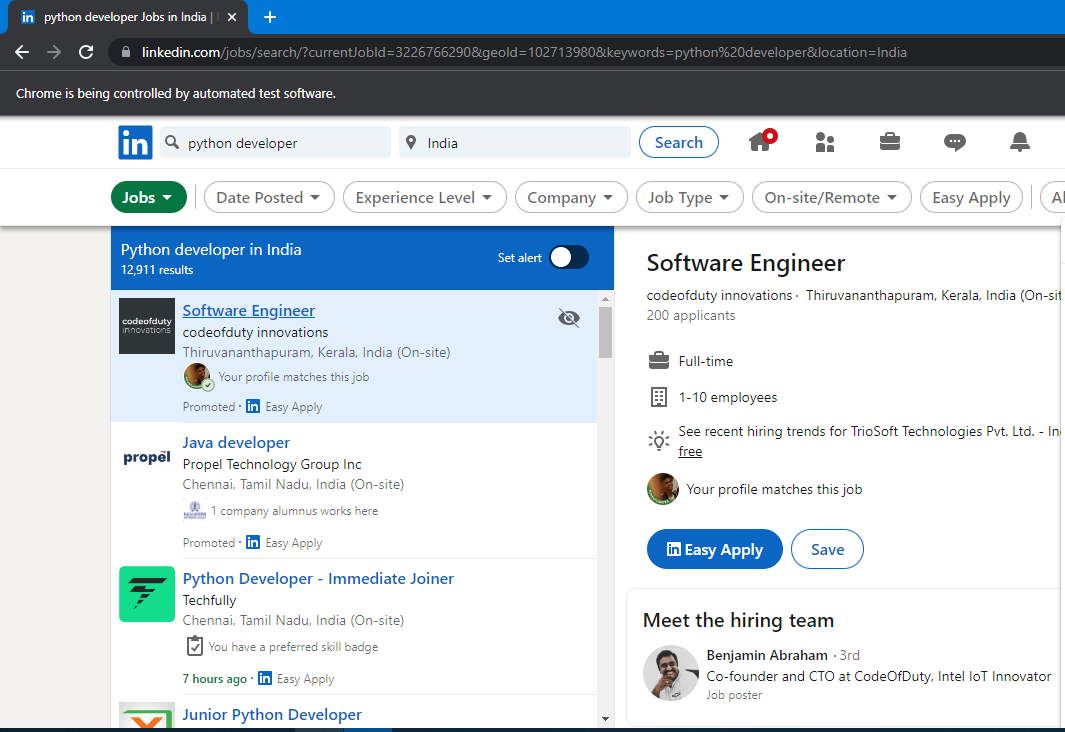 python developer Jobs in India |
linkedin.com/jobs/search/?currentJobId=3226766290&geoId=102713980&keywords=python%20developer&location=India
Chrome is being controlled by automated test software.
in python developer India Search
Jobs Date Posted Experience Level Company Job Type On-site/Remote Easy Apply
Python developer in India
12,911 results
Set alert
codeofduty
innovations
Software Engineer
codeofduty innovations
Thiruvananthapuram, Kerala, India (On-site)
Your profile matches this job
Promoted · in Easy Apply
propel
Java developer
Propel Technology Group Inc
Chennai, Tamil Nadu, India (On-site)
1 company alumnus works here
Promoted · in Easy Apply
Python Developer - Immediate Joiner
Techfully
Chennai, Tamil Nadu, India (On-site)
You have a preferred skill badge
7 hours ago · in Easy Apply
Junior Python Developer
Software Engineer
codeofduty innovations · Thiruvananthapuram, Kerala, India (On-sit
200 applicants
Full-time
1-10 employees
See recent hiring trends for TrioSoft Technologies Pvt. Ltd. - In
free
Your profile matches this job
in Easy Apply Save
Meet the hiring team
Benjamin Abraham · 3rd
Co-founder and CTO at CodeOfDuty, Intel IoT Innovator
Job poster